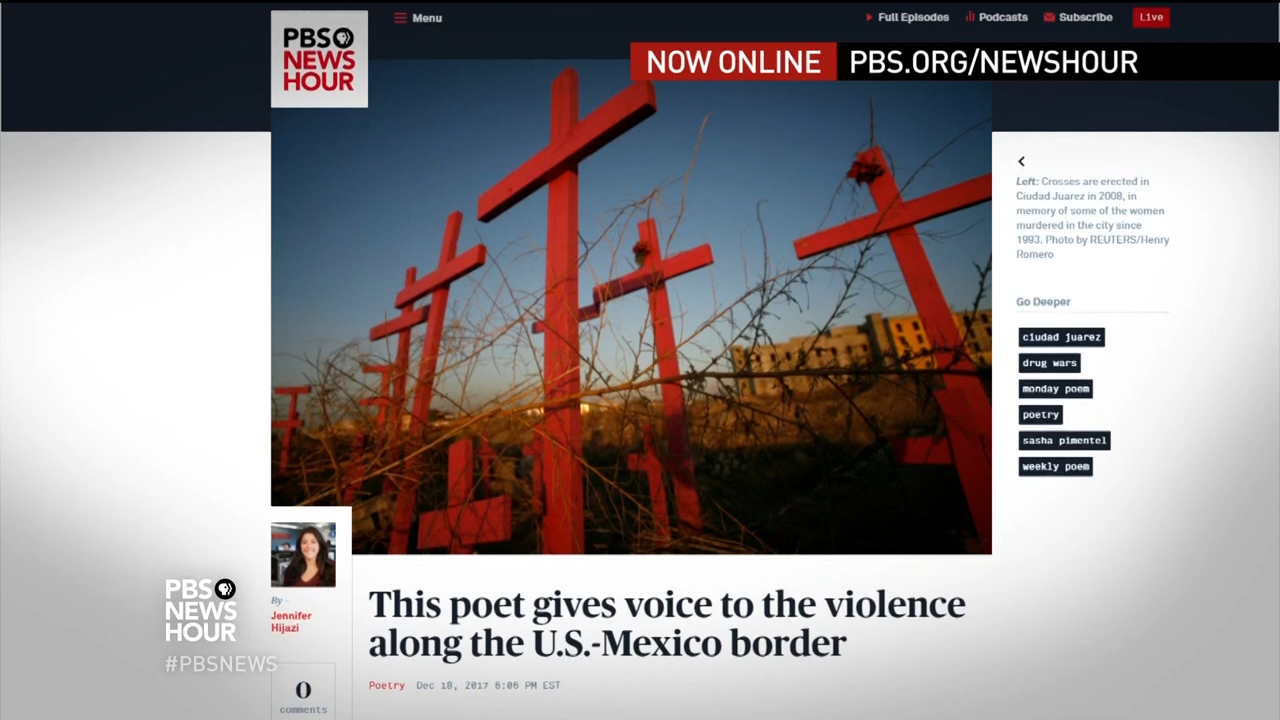 PBS
NEWS
HOUR
Menu
Full Episodes
Podcasts
Subscribe
Live
NOW ONLINE
PBS.ORG/NEWSHOUR
Left: Crosses are erected in
Ciudad Juarez in 2008, in
memory of some of the women
murdered in the city since
1993. Photo by REUTERS/Henry
Romero
Go Deeper
ciudad juarez
drug wars
monday poem
poetry
sasha pimentel
weekly poem
By -
Jennifer
Hijazi
This poet gives voice to the violence
along the U.S.-Mexico border
Poetry Dec 18, 2017 6:06 PM EST
0
comments
PBS
NEWS
HOUR
#PBSNEWS